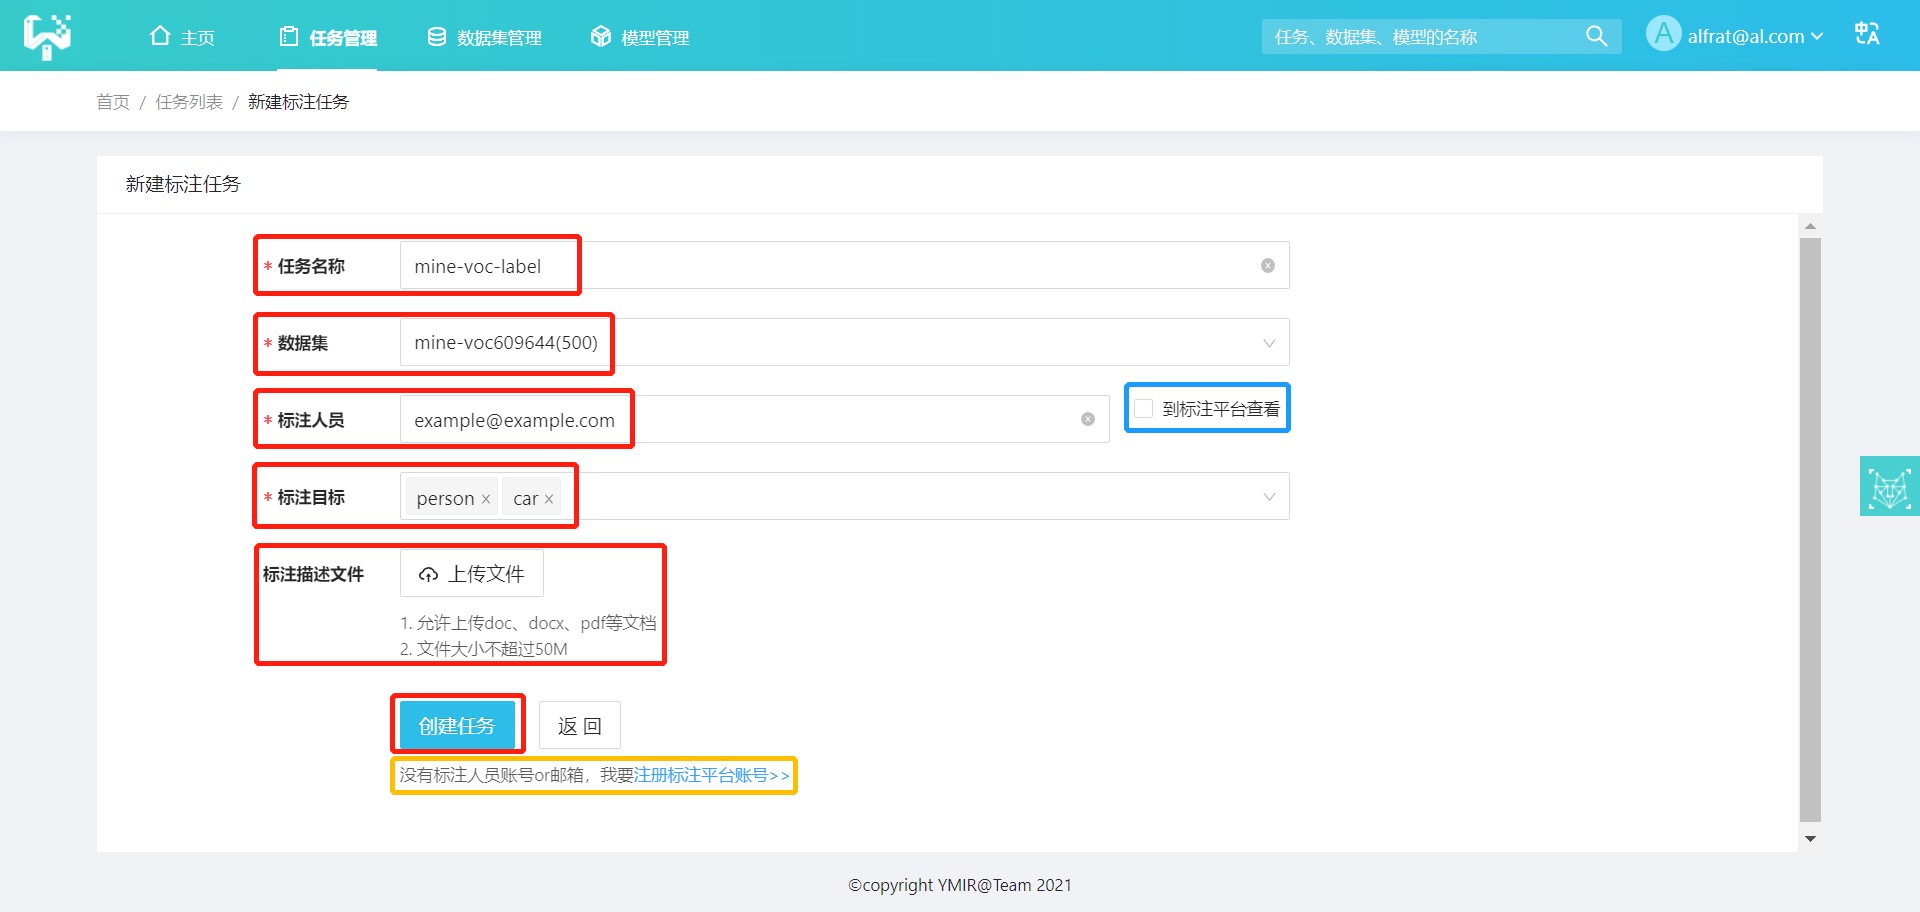 主页
任务管理
数据集管理
模型管理
任务、数据集、模型的名称
A
alfrat@al.com
中A
首页 / 任务列表 / 新建标注任务
新建标注任务
* 任务名称 mine-voc-label
* 数据集 mine-voc609644(500)
* 标注人员 example@example.com
到标注平台查看
* 标注目标 person × car ×
标注描述文件 上传文件
1. 允许上传doc、docx、pdf等文档
2. 文件大小不超过50M
创建任务 返 回
没有标注人员账号or邮箱，我要注册标注平台账号>>
©copyright YMIR@Team 2021